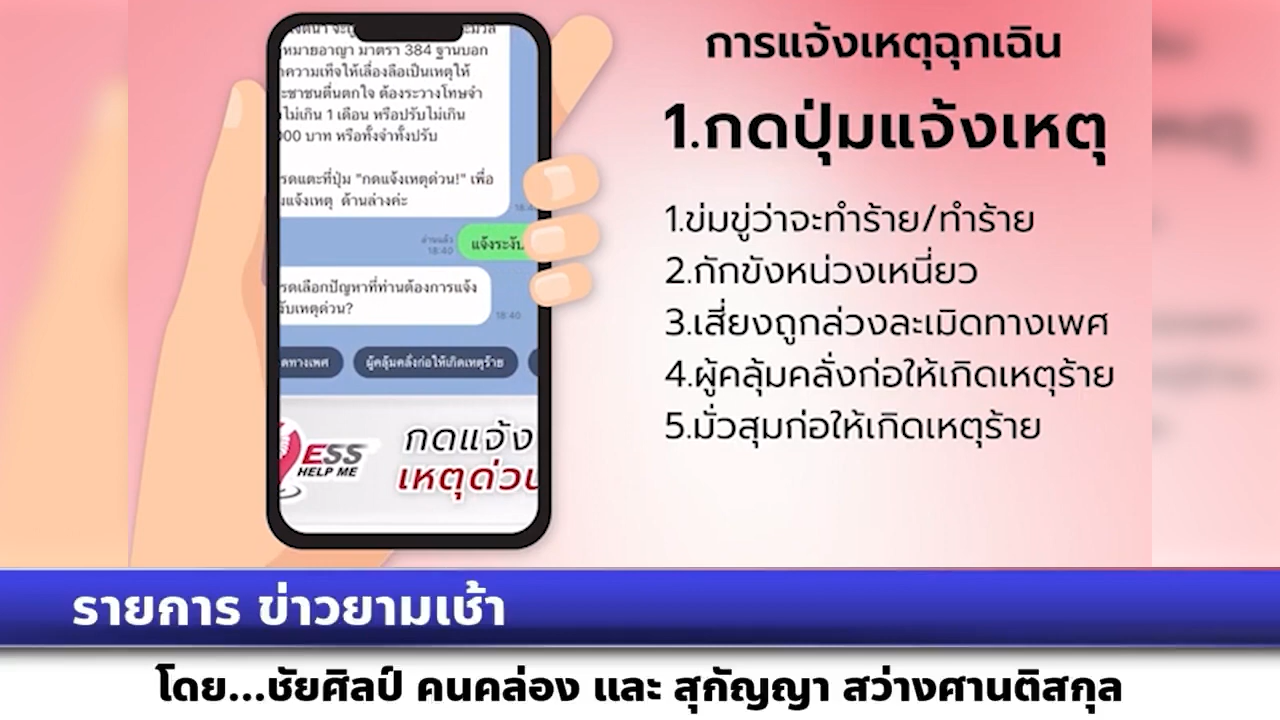 การแจ้งเหตุฉุกเฉิน
1.กดปุ่มแจ้งเหตุ
1.ข่มขู่ว่าจะทำร้าย/ทำร้าย
2.กักขังหน่วงเหนี่ยว
3.เสี่ยงถูกล่วงละเมิดทางเพศ
4.ผู้คลุ้มคลั่งก่อให้เกิดเหตุร้าย
5.มั่วสุมก่อให้เกิดเหตุร้าย
หมายอาญา มาตรา 384 ฐานบอก
ความเท็จให้เลื่องลือเป็นเหตุให้
ะชาชนตื่นตกใจ ต้องระวางโทษจำ
ไม่เกิน 1 เดือน หรือปรับไม่เกิน
000 บาท หรือทั้งจำทั้งปรับ
รดแตะที่ปุ่ม "กดแจ้งเหตุด่วน!" เพื่อ
แจ้งเหตุ ด้านล่างค่ะ
18:40
อ่านแล้ว
18:40
แจ้งระงับ
รดเลือกปัญหาที่ท่านต้องการแจ้ง
ับเหตุด่วน?
18:40
ดทางเพศ
ผู้คลุ้มคลั่งก่อให้เกิดเหตุร้าย
ESS
HELP ME
กดแจ้ง
เหตุด่วน
รายการ ข่าวยามเช้า
โดย...ชัยศิลป์ คนคล่อง และ สุกัญญา สว่างศานติสกุล